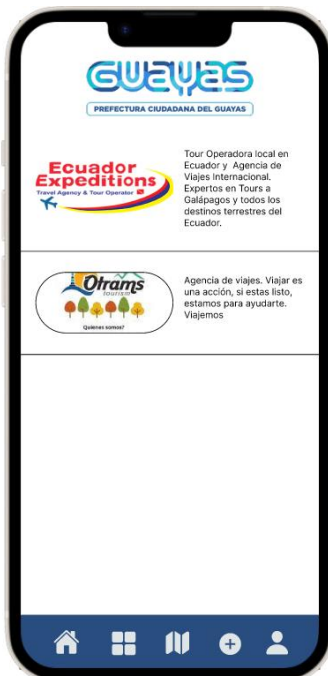 GUAYAS
PREFECTURA CIUDADANA DEL GUAYAS
Ecuador
Expeditions
Travel Agency & Tour Operator
Tour Operadora local en
Ecuador y Agencia de
Viajes Internacional.
Expertos en Tours a
Galápagos y todos los
destinos terrestres del
Ecuador.
Otrams
tourism
Quienes somos?
Agencia de viajes. Viajar es
una acción, si estas listo,
estamos para ayudarte.
Viajemos